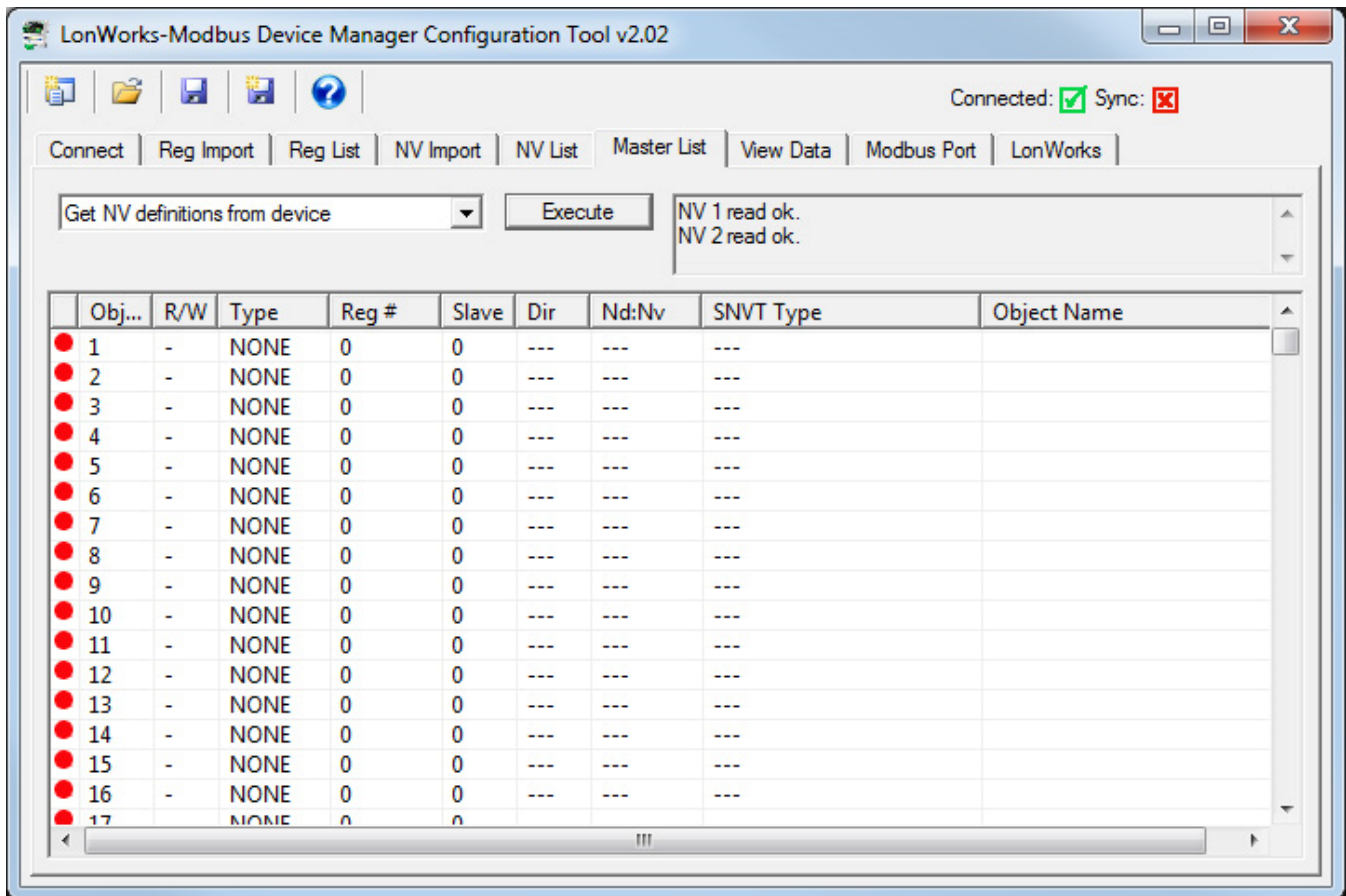 LonWorks-Modbus Device Manager Configuration Tool v2.02
Connected: Sync:
Connect Reg Import Reg List NV Import NV List Master List View Data Modbus Port LonWorks
Get NV definitions from device Execute
NV 1 read ok.
NV 2 read ok.
Obj... R/W Type Reg # Slave Dir Nd:Nv SNVT Type Object Name
1 - NONE 0 0 --- --- ---
2 - NONE 0 0 --- --- ---
3 - NONE 0 0 --- --- ---
4 - NONE 0 0 --- --- ---
5 - NONE 0 0 --- --- ---
6 - NONE 0 0 --- --- ---
7 - NONE 0 0 --- --- ---
8 - NONE 0 0 --- --- ---
9 - NONE 0 0 --- --- ---
10 - NONE 0 0 --- --- ---
11 - NONE 0 0 --- --- ---
12 - NONE 0 0 --- --- ---
13 - NONE 0 0 --- --- ---
14 - NONE 0 0 --- --- ---
15 - NONE 0 0 --- --- ---
16 - NONE 0 0 --- --- ---
17 NONE 0 0